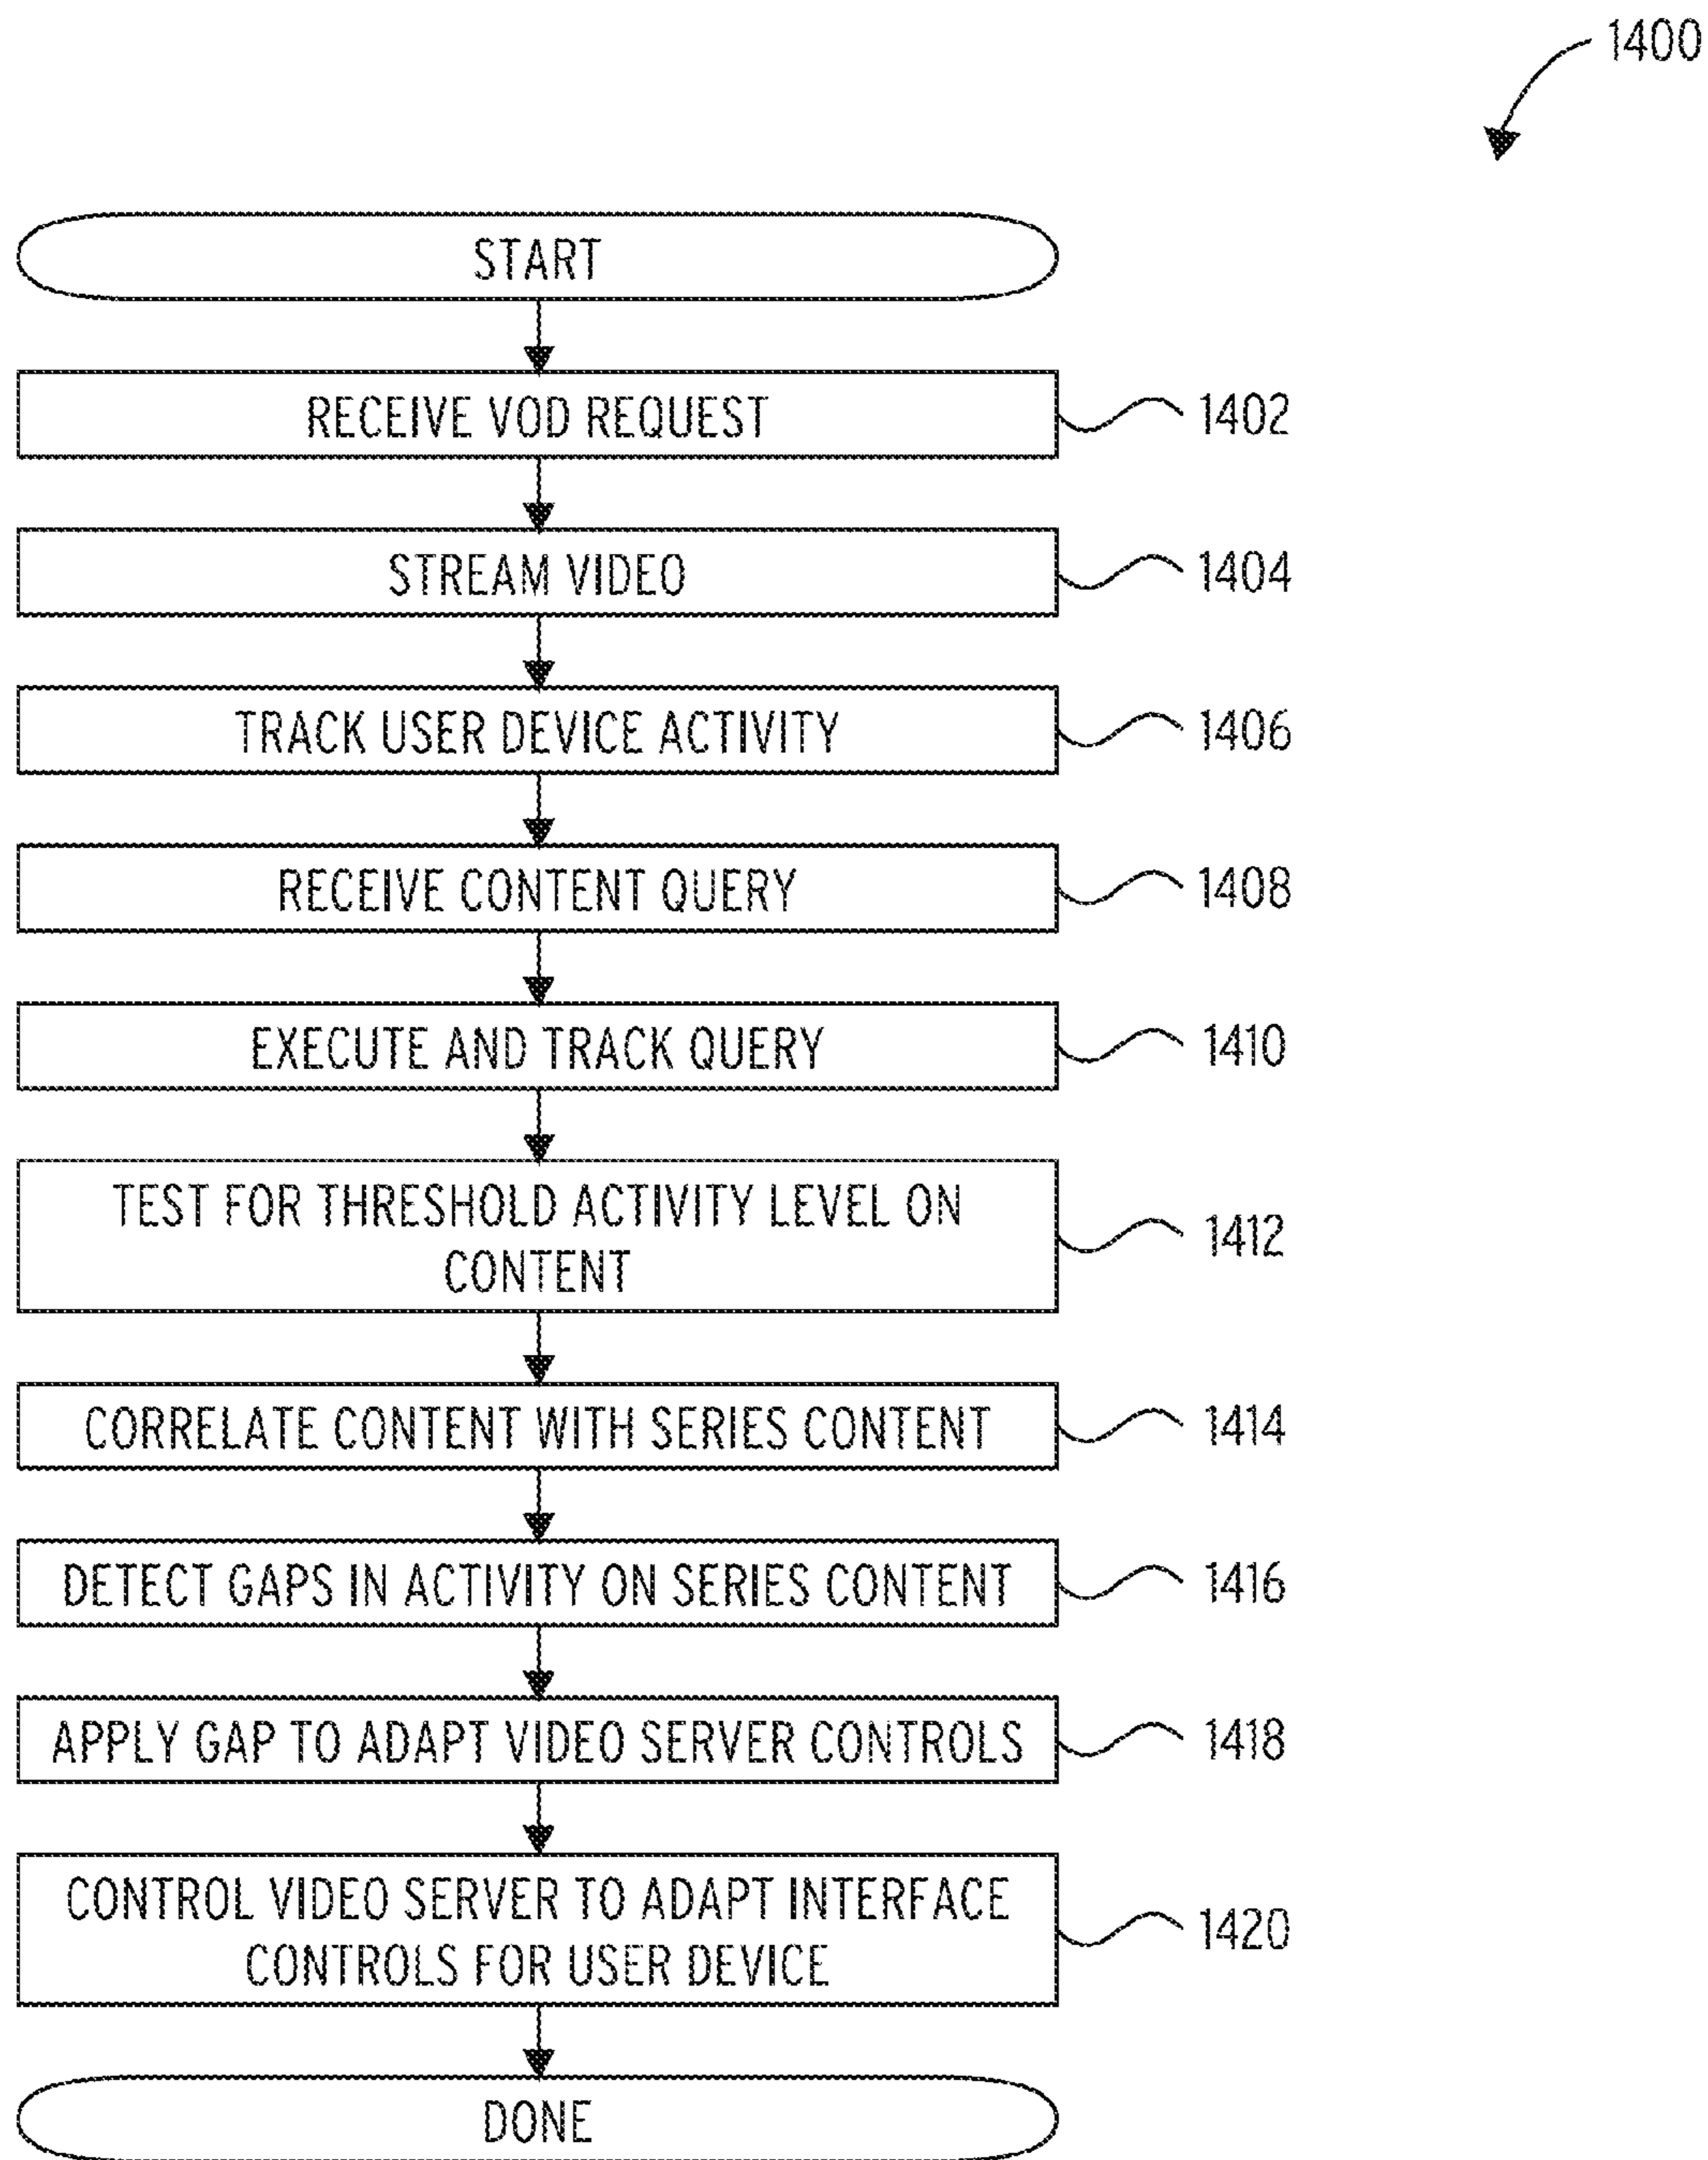 1400
START
RECEIVE VOD REQUEST
1402
STREAM VIDEO
1404
TRACK USER DEVICE ACTIVITY
1406
RECEIVE CONTENT QUERY
1408
EXECUTE AND TRACK QUERY
1410
TEST FOR THRESHOLD ACTIVITY LEVEL ON
CONTENT
1412
CORRELATE CONTENT WITH SERIES CONTENT
1414
DETECT GAPS IN ACTIVITY ON SERIES CONTENT
1416
APPLY GAP TO ADAPT VIDEO SERVER CONTROLS
1418
CONTROL VIDEO SERVER TO ADAPT INTERFACE
CONTROLS FOR USER DEVICE
1420
DONE